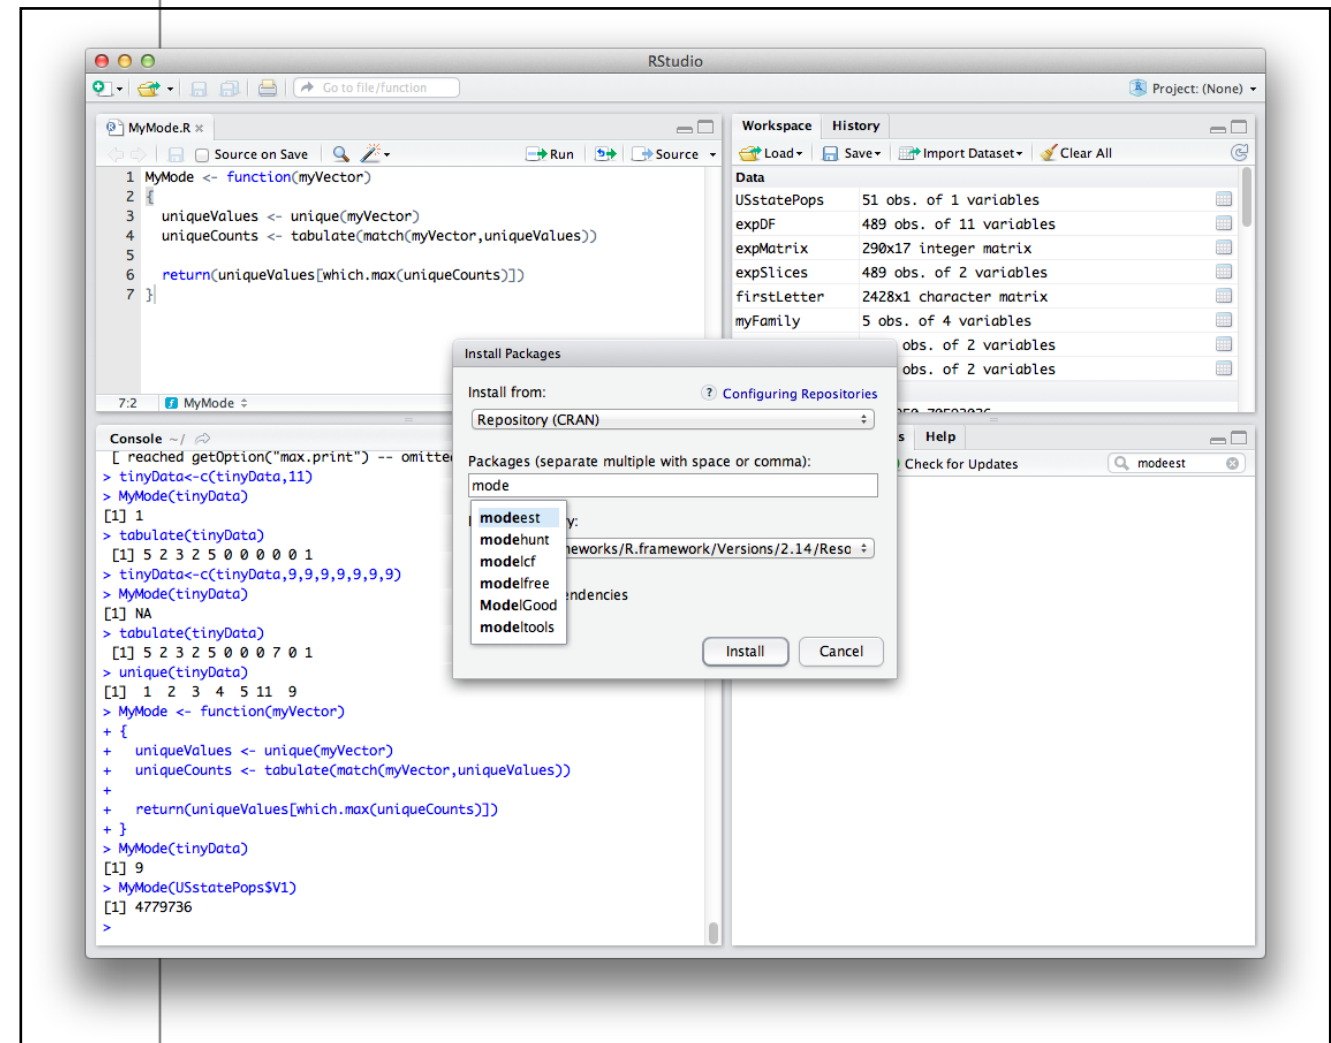 RStudio
Go to file/function
Project: (None)
MyMode.R
Source on Save
Run
Source
1 MyMode <- function(myVector)
2 {
3   uniqueValues <- unique(myVector)
4   uniqueCounts <- tabulate(match(myVector,uniqueValues))
5
6   return(uniqueValues[which.max(uniqueCounts)])
7 }
7:2 MyMode
Workspace History
Load Save Import Dataset Clear All
Data
USstatePops 51 obs. of 1 variables
expDF 489 obs. of 11 variables
expMatrix 290x17 integer matrix
expSlices 489 obs. of 2 variables
firstLetter 2428x1 character matrix
myFamily 5 obs. of 4 variables
obs. of 2 variables
obs. of 2 variables
Install Packages
Install from:
? Configuring Repositories
Repository (CRAN)
Packages (separate multiple with space or comma):
mode
modeest
modehunt
modelcf
modelfree
ModelGood
modeltools
y:
neworks/R.framework/Versions/2.14/Resc
endencies
Install Cancel
Console ~/
[ reached getOption("max.print") -- omitte
> tinyData<-c(tinyData,11)
> MyMode(tinyData)
[1] 1
> tabulate(tinyData)
[1] 5 2 3 2 5 0 0 0 0 0 1
> tinyData<-c(tinyData,9,9,9,9,9,9,9)
> MyMode(tinyData)
[1] NA
> tabulate(tinyData)
[1] 5 2 3 2 5 0 0 0 7 0 1
> unique(tinyData)
[1]  1  2  3  4  5 11  9
> MyMode <- function(myVector)
+ {
+   uniqueValues <- unique(myVector)
+   uniqueCounts <- tabulate(match(myVector,uniqueValues))
+
+   return(uniqueValues[which.max(uniqueCounts)])
+ }
> MyMode(tinyData)
[1] 9
> MyMode(USstatePops$V1)
[1] 4779736
>
s Help
Check for Updates
modeest